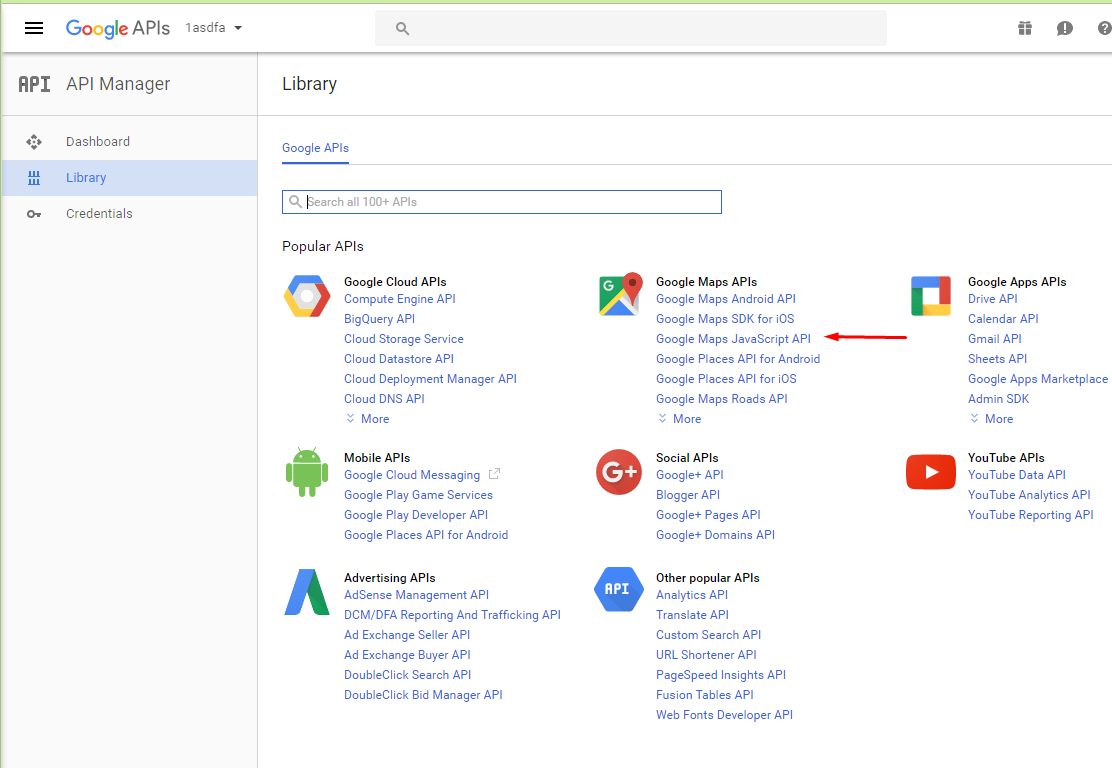 Google APIs 1asdfa
API API Manager
Library
Dashboard
Library
Credentials
Google APIs
Search all 100+ APIs
Popular APIs
Google Cloud APIs
Compute Engine API
BigQuery API
Cloud Storage Service
Cloud Datastore API
Cloud Deployment Manager API
Cloud DNS API
More
G
Google Maps APIs
Google Maps Android API
Google Maps SDK for iOS
Google Maps JavaScript API
Google Places API for Android
Google Places API for iOS
Google Maps Roads API
More
Google Apps APIs
Drive API
Calendar API
Gmail API
Sheets API
Google Apps Marketplace
Admin SDK
More
Mobile APIs
Google Cloud Messaging
Google Play Game Services
Google Play Developer API
Google Places API for Android
G+
Social APIs
Google+ API
Blogger API
Google+ Pages API
Google+ Domains API
YouTube APIs
YouTube Data API
YouTube Analytics API
YouTube Reporting API
Advertising APIs
AdSense Management API
DCM/DFA Reporting And Trafficking API
Ad Exchange Seller API
Ad Exchange Buyer API
DoubleClick Search API
DoubleClick Bid Manager API
API
Other popular APIs
Analytics API
Translate API
Custom Search API
URL Shortener API
PageSpeed Insights API
Fusion Tables API
Web Fonts Developer API